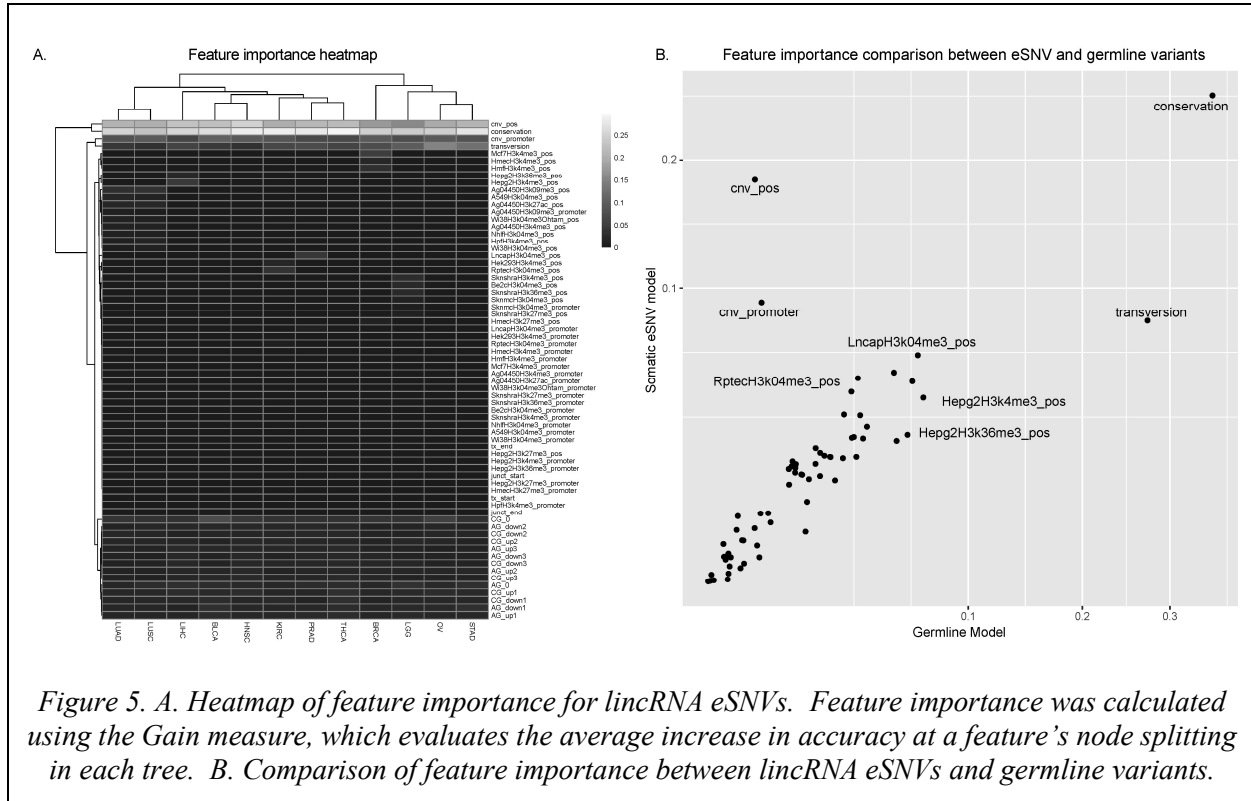 A.
Feature importance heatmap
cnv_pos
conservation
cnv_promoter
transversion
Mcf7H3k4me3_pos
HmecH3k4me3_pos
HmfH3k4me3_pos
Hepg2H3k36me3_pos
Hepg2H3k4me3_pos
Ag04450H3k09me3_pos
A549H3k04me3_pos
Ag04450H3k27ac_pos
Ag04450H3k09me3_promoter
Wi38H3k04me3Ohtam_pos
Ag04450H3k4me3_pos
NhlfH3k04me3_pos
HpfH3k4me3_pos
Wi38H3k04me3_pos
LncapH3k04me3_pos
Hek293H3k4me3_pos
RptecH3k04me3_pos
SknshraH3k4me3_pos
Be2cH3k04me3_pos
SknshraH3k36me3_pos
SknmcH3k04me3_pos
SknmcH3k04me3_promoter
SknshraH3k27me3_pos
HmecH3k27me3_pos
LncapH3k04me3_promoter
Hek293H3k4me3_promoter
RptecH3k04me3_promoter
HmecH3k4me3_promoter
HmfH3k4me3_promoter
Mcf7H3k4me3_promoter
Ag04450H3k4me3_promoter
Ag04450H3k27ac_promoter
Wi38H3k04me3Ohtam_promoter
SknshraH3k27me3_promoter
SknshraH3k36me3_promoter
Be2cH3k04me3_promoter
SknshraH3k4me3_promoter
NhlfH3k04me3_promoter
A549H3k04me3_promoter
Wi38H3k04me3_promoter
tx_end
Hepg2H3k27me3_pos
Hepg2H3k4me3_promoter
Hepg2H3k36me3_promoter
junct_start
Hepg2H3k27me3_promoter
HmecH3k27me3_promoter
tx_start
HpfH3k4me3_promoter
junct_end
CG_0
AG_down2
CG_down2
CG_up2
AG_up3
AG_down3
CG_down3
AG_up2
CG_up3
AG_0
CG_up1
CG_down1
AG_down1
AG_up1
LUAD
LUSC
LIHC
BLCA
HNSC
KIRC
PRAD
THCA
BRCA
LGG
OV
STAD
0.25
0.2
0.15
0.1
0.05
0
B.
Feature importance comparison between eSNV and germline variants
Somatic eSNV model
0.2
0.1
conservation
cnv_pos
cnv_promoter
transversion
LncapH3k04me3_pos
RptecH3k04me3_pos
Hepg2H3k4me3_pos
Hepg2H3k36me3_pos
0.1
0.2
0.3
Germline Model
Figure 5. A. Heatmap of feature importance for lincRNA eSNVs. Feature importance was calculated
using the Gain measure, which evaluates the average increase in accuracy at a feature's node splitting
in each tree. B. Comparison of feature importance between lincRNA eSNVs and germline variants.